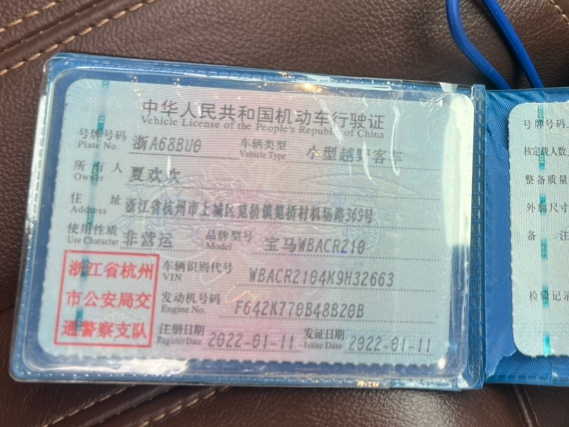 中华人民共和国机动车行驶证
Vehicle License of the People's Republic of China
号牌号码 浙A68BU0 车辆类型 小型越野客车
Plate No. Vehicle Type
所有人 夏欢欢
Owner
住址 浙江省杭州市上城区笕桥镇笕桥村机场路369号
Address
使用性质 非营运 品牌型号 宝马WBACR210
Use Character Model
浙江省杭州
市公安局交
通警察支队
车辆识别代号 WBACR2104M9H32663
VIN
发动机号码 F642K770B48B20B
Engine No.
注册日期 2022-01-11 发证日期 2022-01-11
Register Date Issue Date
号牌号码
核定载人数
整备质量
外廓尺寸
备注
检验记录